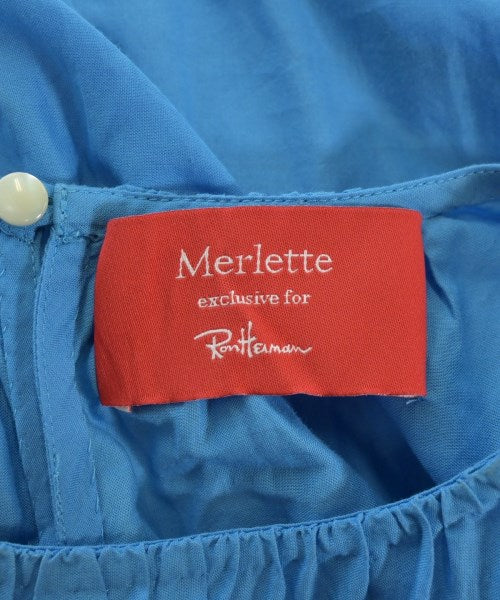 Merlette
exclusive for
Ron Herman